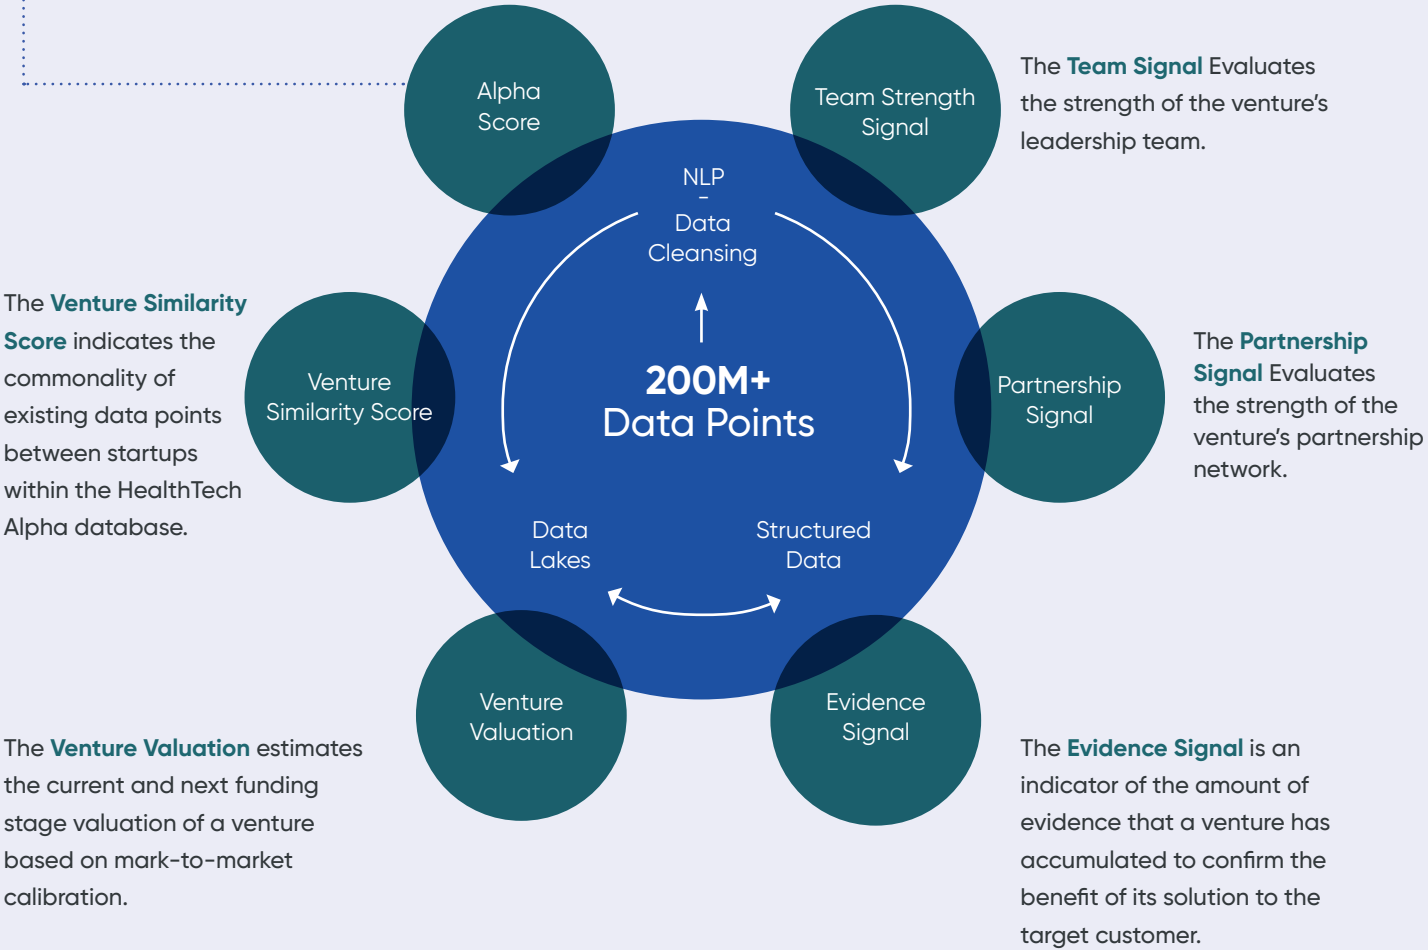 Alpha
Score
Team Strength
Signal
The Team Signal Evaluates
the strength of the venture's
leadership team.
NLP
-
Data
Cleansing
The Venture Similarity
Score indicates the
commonality of
existing data points
between startups
within the HealthTech
Alpha database.
Venture
Similarity Score
200M+
Data Points
Partnership
Signal
The Partnership
Signal Evaluates
the strength of the
venture's partnership
network.
Data
Lakes
Structured
Data
Venture
Valuation
Evidence
Signal
The Venture Valuation estimates
the current and next funding
stage valuation of a venture
based on mark-to-market
calibration.
The Evidence Signal is an
indicator of the amount of
evidence that a venture has
accumulated to confirm the
benefit of its solution to the
target customer.